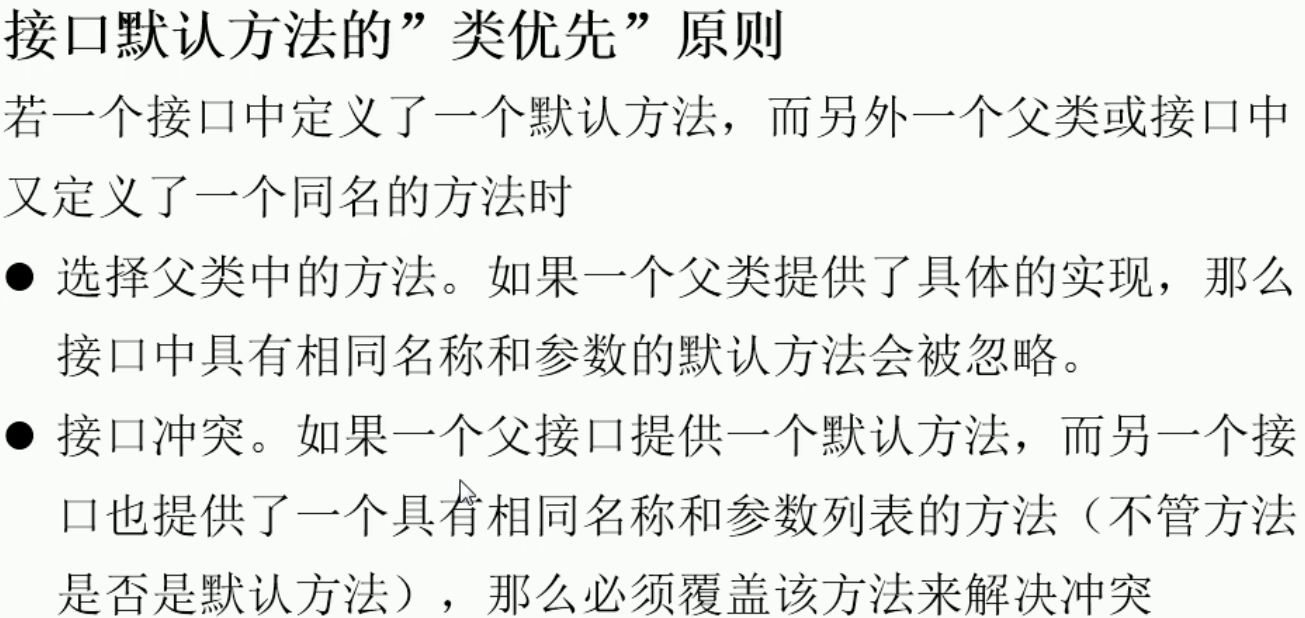 接口默认方法的”类优先”原则
若一个接口中定义了一个默认方法，而另外一个父类或接口中
又定义了一个同名的方法时
● 选择父类中的方法。如果一个父类提供了具体的实现，那么
接口中具有相同名称和参数的默认方法会被忽略。
● 接口冲突。如果一个父接口提供一个默认方法，而另一个接
口也提供了一个具有相同名称和参数列表的方法（不管方法
是否是默认方法），那么必须覆盖该方法来解决冲突